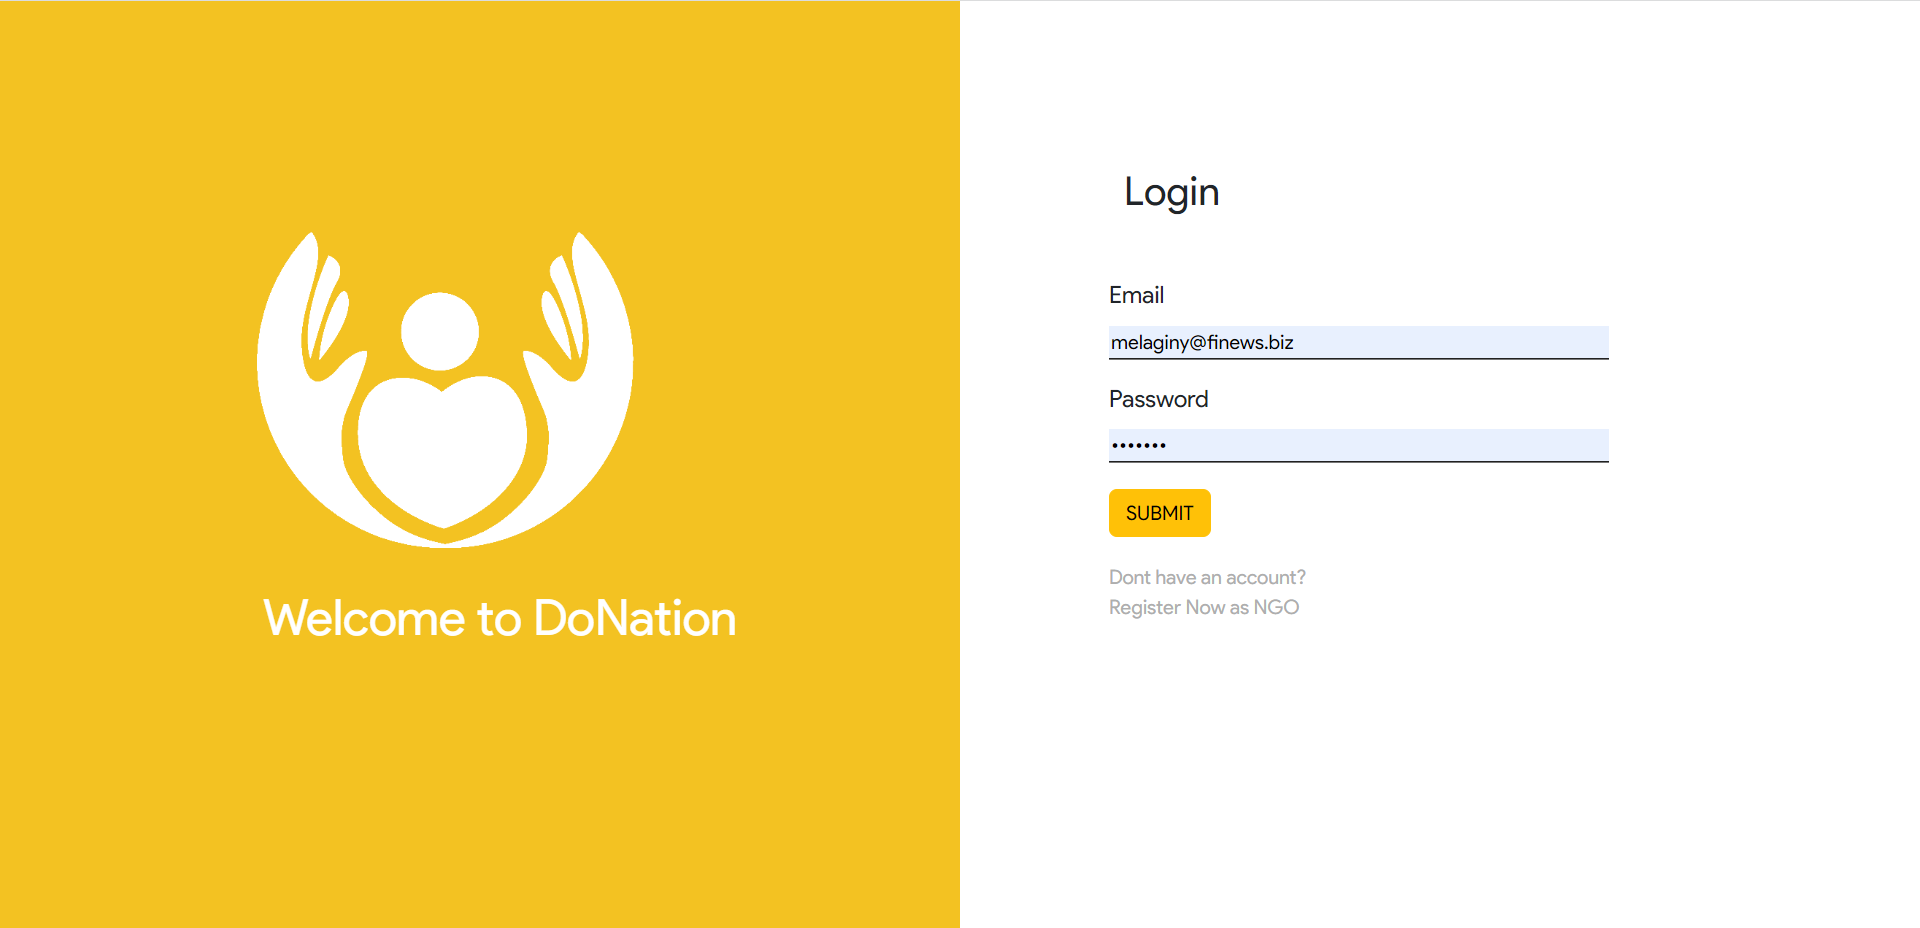 Welcome to DoNation
Login
Email
melaginy@finews.biz
Password
•••••••
SUBMIT
Dont have an account?
Register Now as NGO